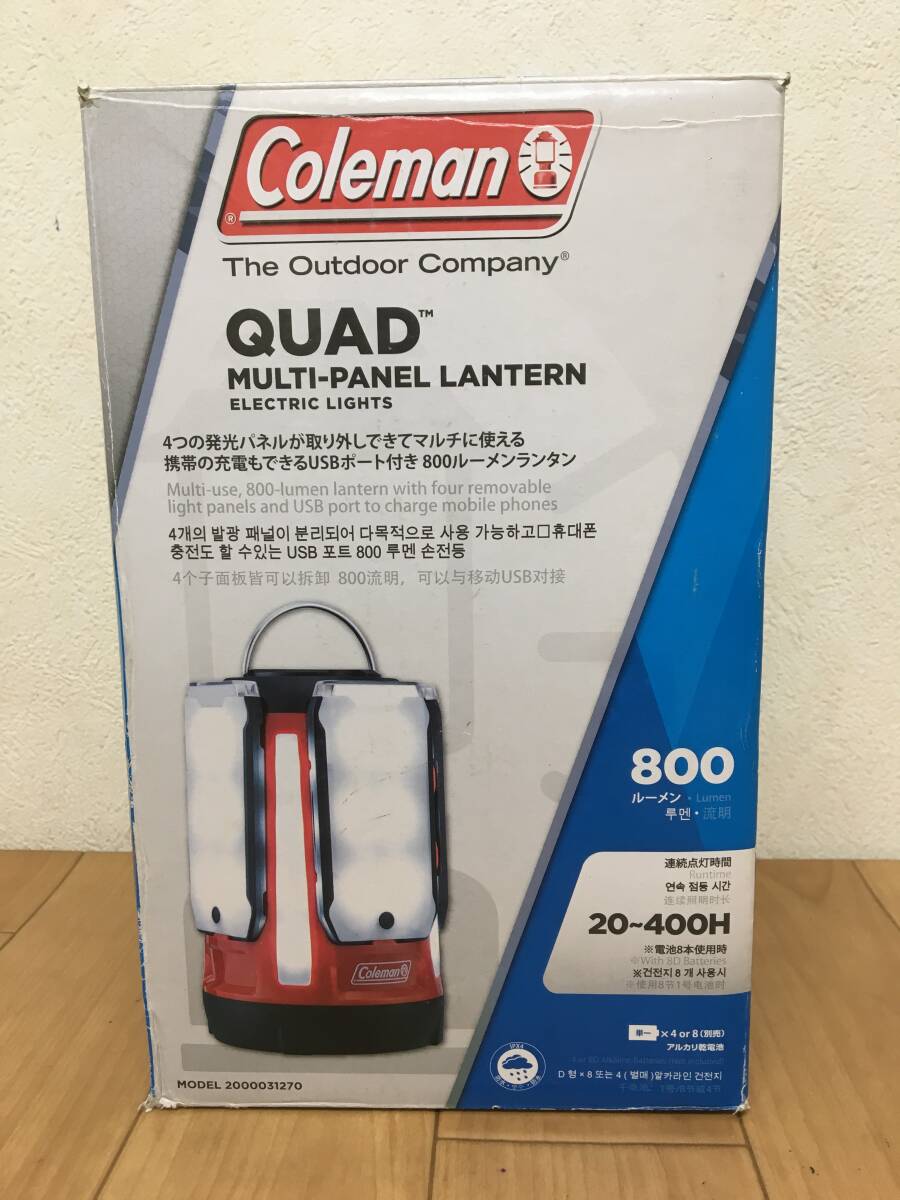 Coleman
®
The Outdoor Company®
QUAD™
MULTI-PANEL LANTERN
ELECTRIC LIGHTS
4つの発光パネルが取り外しできてマルチに使える
携帯の充電もできるUSBポート付き 800ルーメンランタン
Multi-use, 800-lumen lantern with four removable
light panels and USB port to charge mobile phones
4개의 발광 패널이 분리되어 다목적으로 사용 가능하고□휴대폰
충전도 할 수있는 USB 포트 800 루멘 손전등
4个子面板皆可以拆卸 800流明，可以与移动USB对接
800
ルーメン・Lumen
루멘・流明
連続点灯時間
Runtime
연속 점등 시간
连续照明时长
20~400H
※電池8本使用時
※With 8D Batteries
※건전지 8 개 사용시
※使用8节1号电池时
Coleman
単一 ×4 or 8(別売)
アルカリ乾電池
IPX4
4 or 8D Alkaline Batteries (not included)
D 형 × 8 또는 4 ( 별매 )알카라인 건전지
MODEL 2000031270